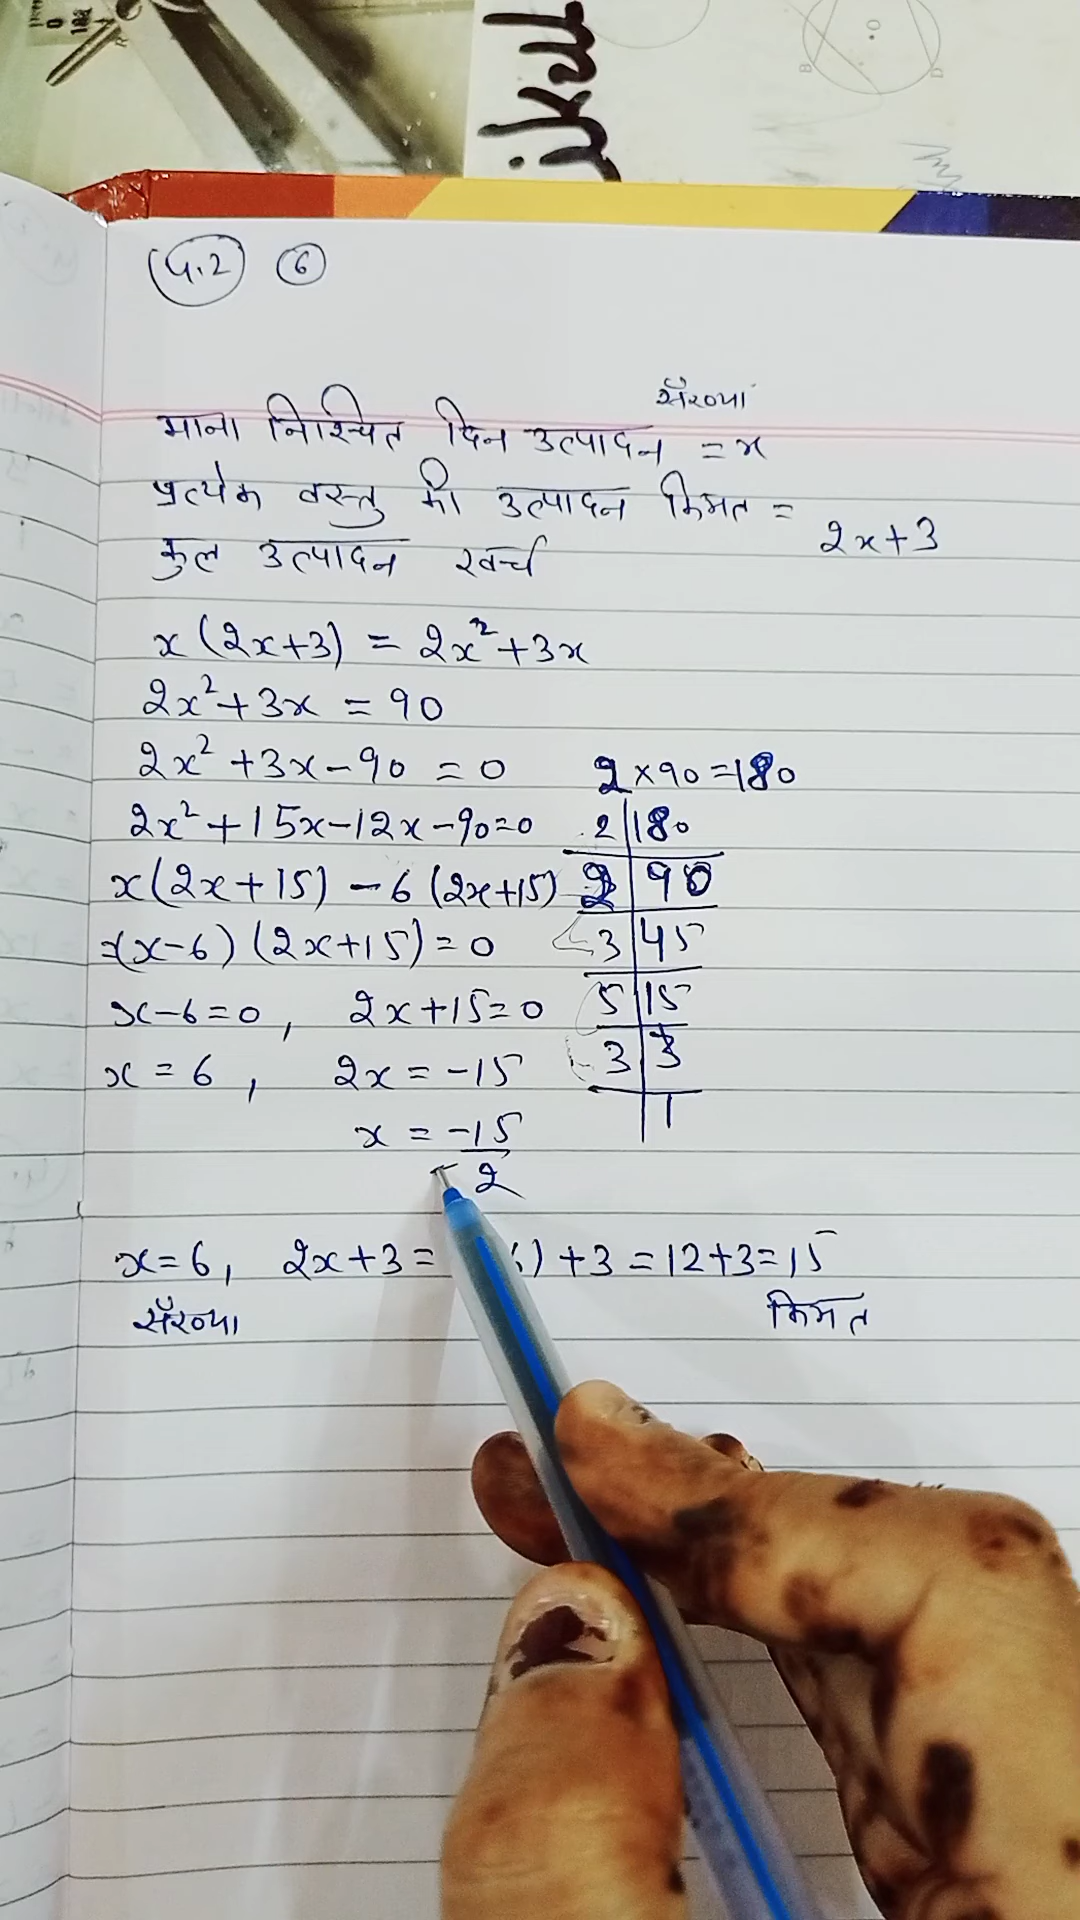 4.2 6
संख्या
माना निश्चित दिन उत्पादन = x
प्रत्येक वस्तु की उत्पादन किमत = 2x+3
कुल उत्पादन खर्च
x(2x+3) = 2x²+3x
2x²+3x = 90
2x²+3x-90 = 0 2×90=180
2x²+15x-12x-90=0 2 180
x(2x+15) -6(2x+15) 2 90
=(x-6)(2x+15)=0 3 45
x-6=0, 2x+15=0 5 15
x=6, 2x=-15 3 3
x = -15/2 1
x=6, 2x+3= ) +3=12+3=15
संख्या किमत